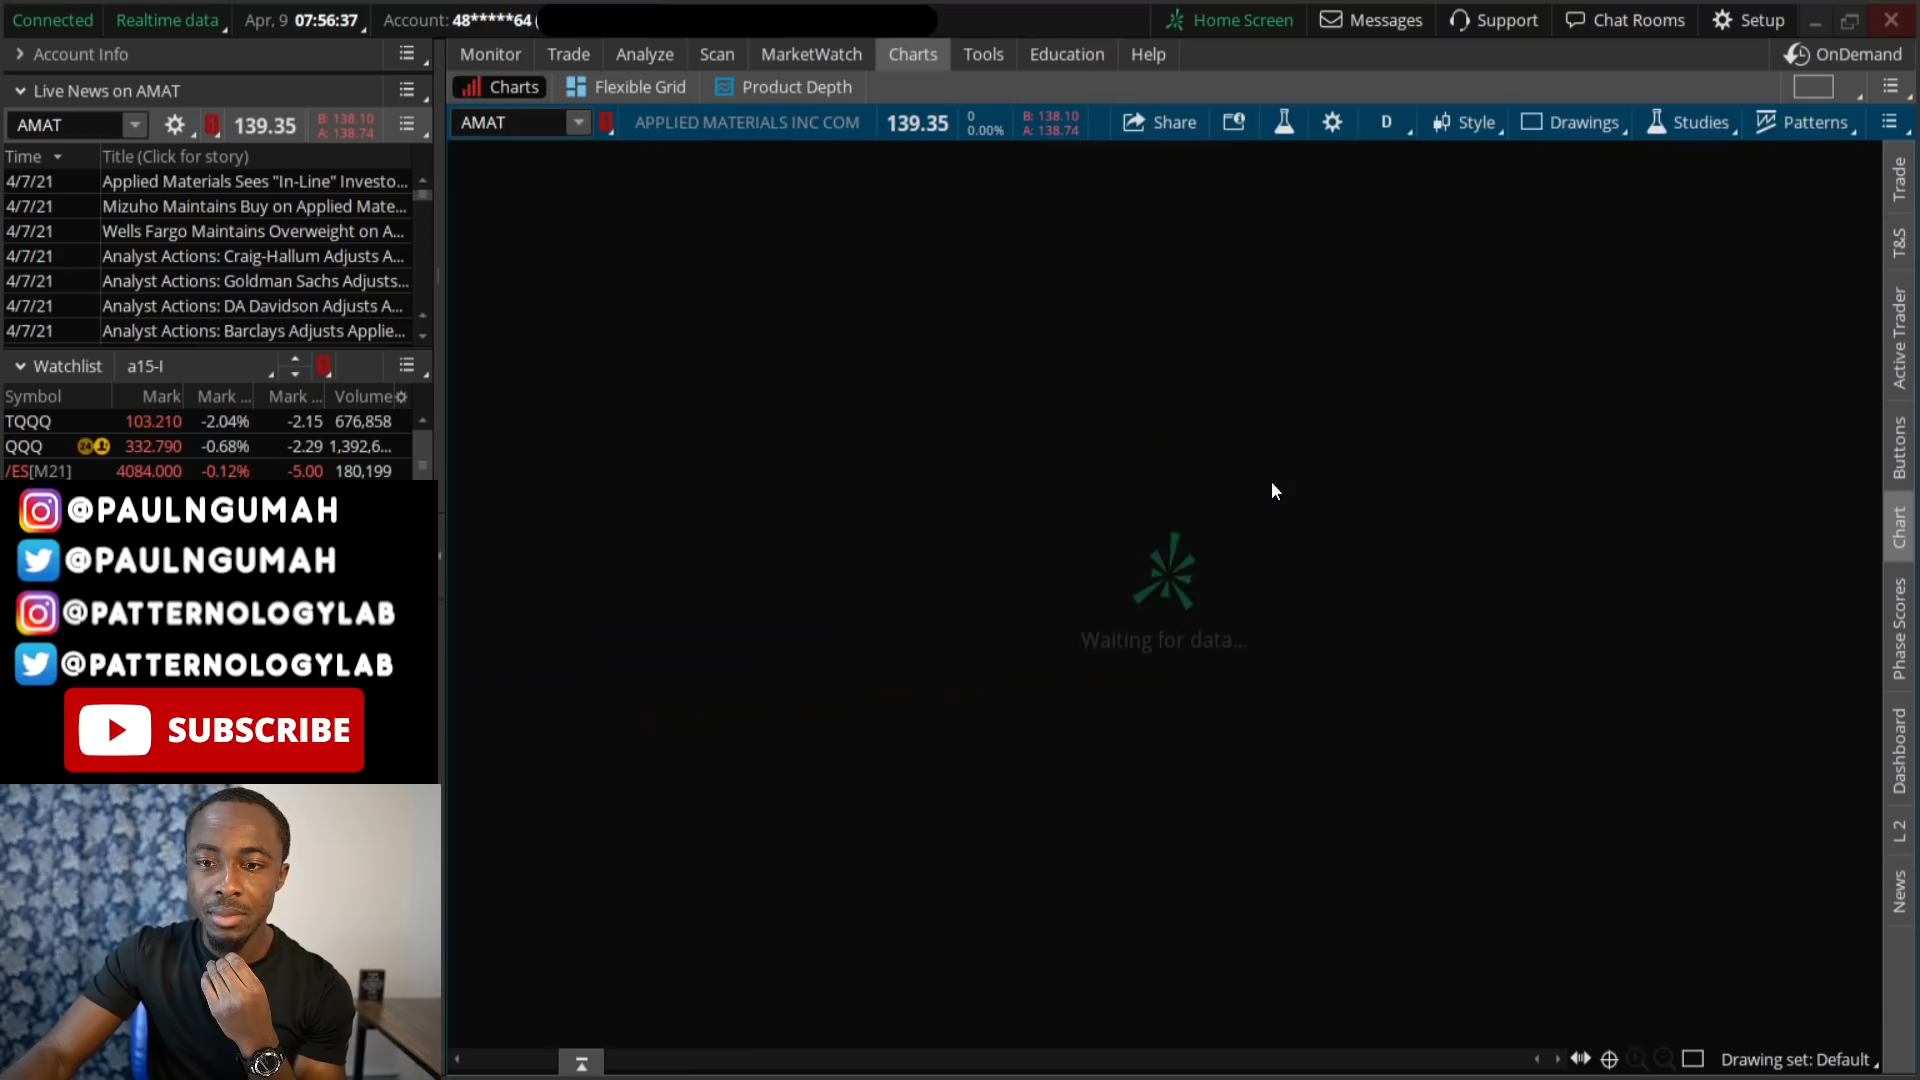 Connected Realtime data Apr, 9 07:56:37 Account: 48*****64 ( Home Screen Messages Support Chat Rooms Setup
Account Info Monitor Trade Analyze Scan MarketWatch Charts Tools Education Help OnDemand
Live News on AMAT Charts Flexible Grid Product Depth
AMAT 139.35 B: 138.10 A: 138.74
AMAT APPLIED MATERIALS INC COM 139.35 0 0.00% B: 138.10 A: 138.74 Share D Style Drawings Studies Patterns
Time Title (Click for story)
4/7/21 Applied Materials Sees "In-Line" Investo...
4/7/21 Mizuho Maintains Buy on Applied Mate...
4/7/21 Wells Fargo Maintains Overweight on A...
4/7/21 Analyst Actions: Craig-Hallum Adjusts A...
4/7/21 Analyst Actions: Goldman Sachs Adjusts...
4/7/21 Analyst Actions: DA Davidson Adjusts A...
4/7/21 Analyst Actions: Barclays Adjusts Applie...
Watchlist a15-I
Symbol Mark Mark ... Mark ... Volume
TQQQ 103.210 -2.04% -2.15 676,858
QQQ 332.790 -0.68% -2.29 1,392,6...
/ES[M21] 4084.000 -0.12% -5.00 180,199
@PAULNGUMAH
@PAULNGUMAH
@PATTERNOLOGYLAB
@PATTERNOLOGYLAB
SUBSCRIBE
Waiting for data...
Trade
T&S
Active Trader
Buttons
Chart
Phase Scores
Dashboard
L 2
News
Drawing set: Default